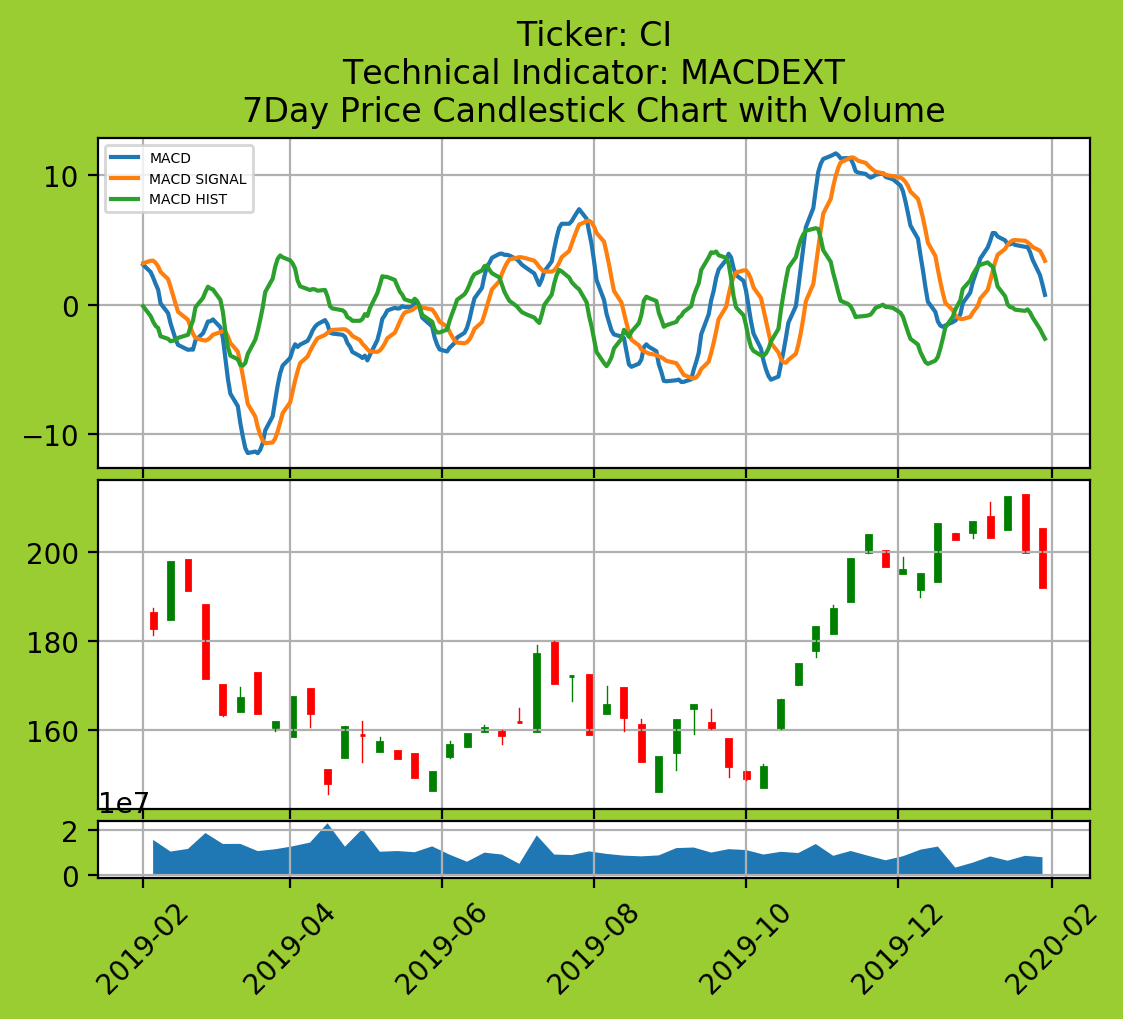 Ticker: CI
Technical Indicator: MACDEXT
7Day Price Candlestick Chart with Volume
MACD
MACD SIGNAL
MACD HIST
10
0
−10
200
180
160
1e7
2
0
2019-02
2019-04
2019-06
2019-08
2019-10
2019-12
2020-02